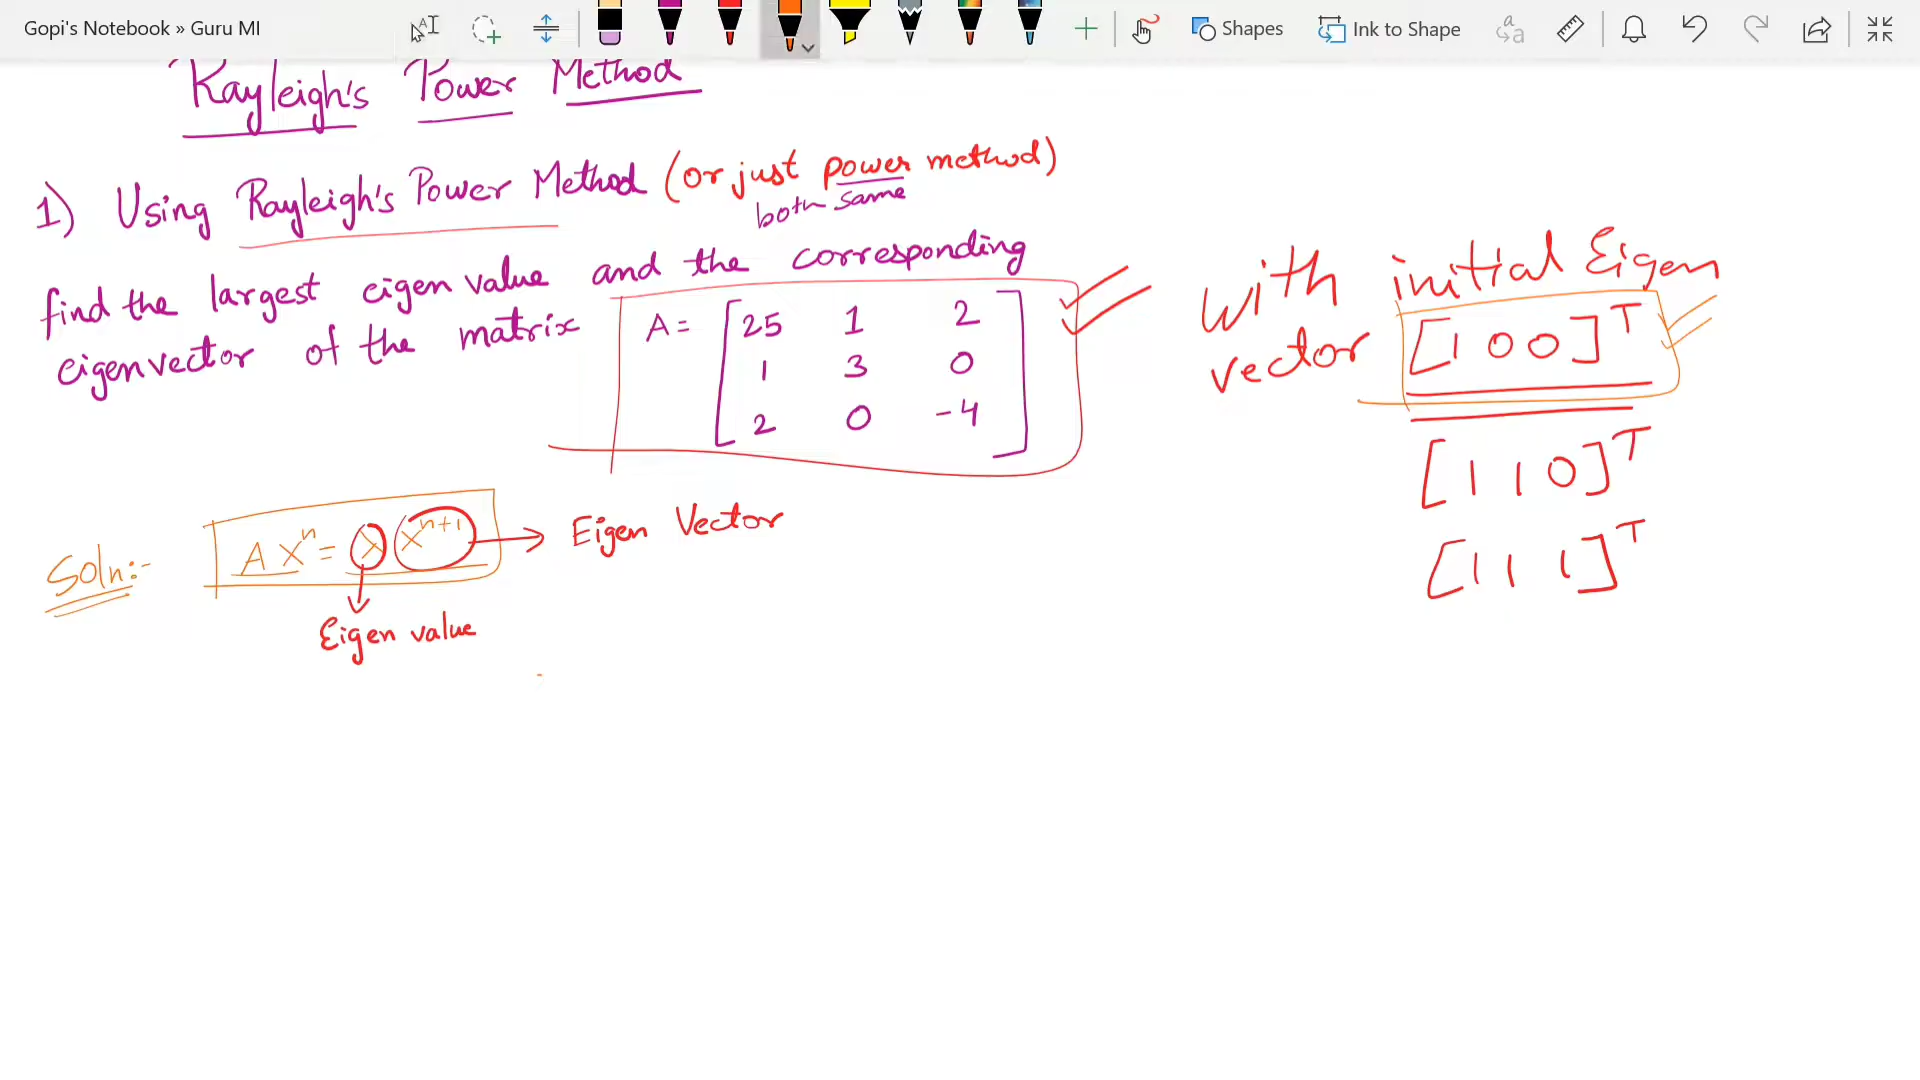 Gopi's Notebook » Guru MI
Shapes
Ink to Shape
Rayleigh's Power Method
1) Using Rayleigh's Power Method (or just power method)
both same
find the largest eigen value and the corresponding
eigenvector of the matrix
A = [25 1 2
1 3 0
2 0 -4]
with initial Eigen
vector [1 0 0]ᵀ
[1 1 0]ᵀ
[1 1 1]ᵀ
Soln:- A Xⁿ = λ Xⁿ⁺¹ → Eigen Vector
Eigen value